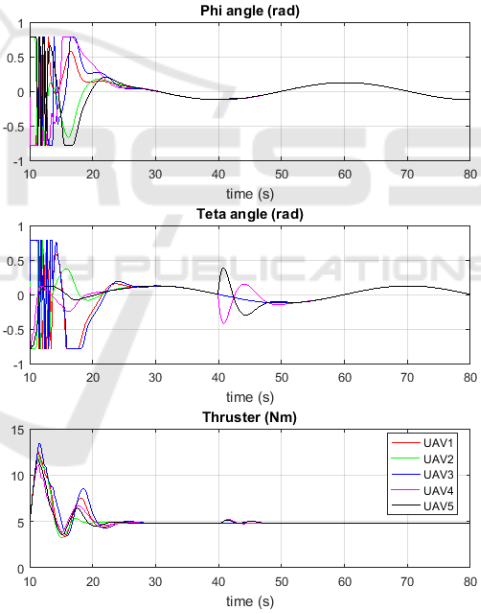 Phi angle (rad)
1
0.5
0
-0.5
-1
10 20 30 40 50 60 70 80
time (s)
Teta angle (rad)
1
0.5
0
-0.5
-1
10 20 30 40 50 60 70 80
time (s)
Thruster (Nm)
15
10
5
0
UAV1
UAV2
UAV3
UAV4
UAV5
10 20 30 40 50 60 70 80
time (s)
PUBLICATIONS